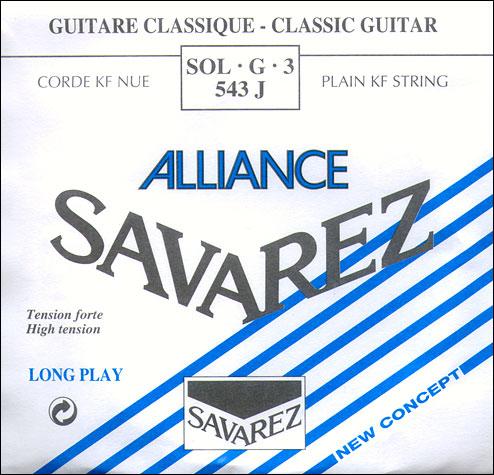 GUITARE CLASSIQUE - CLASSIC GUITAR
CORDE KF NUE
SOL · G · 3
543 J
PLAIN KF STRING
ALLIANCE
SAVAREZ
Tension forte
High tension
LONG PLAY
SAVAREZ
NEW CONCEPT